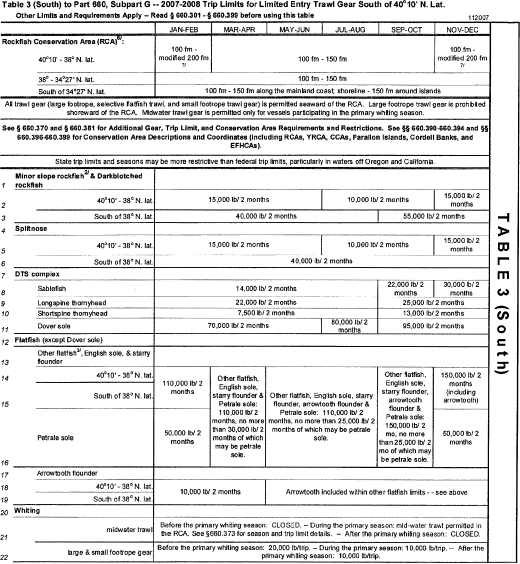 Table 3 (South) to Part 660, Subpart G -- 2007-2008 Trip Limits for Limited Entry Trawl Gear South of 40°10' N. Lat.
Other Limits and Requirements Apply -- Read § 660.301 - § 660.399 before using this table 112007
JAN-FEB MAR-APR MAY-JUN JUL-AUG SEP-OCT NOV-DEC
Rockfish Conservation Area (RCA)6/:
40°10' - 38° N. lat. 100 fm - modified 200 fm 7/ 100 fm - 150 fm 100 fm - modified 200 fm 7/
38° - 34°27' N. lat. 100 fm - 150 fm
South of 34°27' N. lat. 100 fm - 150 fm along the mainland coast; shoreline - 150 fm around islands
All trawl gear (large footrope, selective flatfish trawl, and small footrope trawl gear) is permitted seaward of the RCA. Large footrope trawl gear is prohibited
shoreward of the RCA. Midwater trawl gear is permitted only for vessels participating in the primary whiting season.
See § 660.370 and § 660.381 for Additional Gear, Trip Limit, and Conservation Area Requirements and Restrictions. See §§ 660.390-660.394 and §§
660.396-660.399 for Conservation Area Descriptions and Coordinates (including RCAs, YRCA, CCAs, Farallon Islands, Cordell Banks, and
EFHCAs).
State trip limits and seasons may be more restrictive than federal trip limits, particularly in waters off Oregon and California.
1 Minor slope rockfish2/ & Darkblotched rockfish
2 40°10' - 38° N. lat. 15,000 lb/ 2 months 10,000 lb/ 2 months 15,000 lb/ 2 months
3 South of 38° N. lat. 40,000 lb/ 2 months 55,000 lb/ 2 months
4 Splitnose
5 40°10' - 38° N. lat. 15,000 lb/ 2 months 10,000 lb/ 2 months 15,000 lb/ 2 months
6 South of 38° N. lat. 40,000 lb/ 2 months
7 DTS complex
8 Sablefish 14,000 lb/ 2 months 22,000 lb/ 2 months 30,000 lb/ 2 months
9 Longspine thornyhead 22,000 lb/ 2 months 25,000 lb/ 2 months
10 Shortspine thornyhead 7,500 lb/ 2 months 13,000 lb/ 2 months
11 Dover sole 70,000 lb/ 2 months 80,000 lb/ 2 months 95,000 lb/ 2 months
12 Flatfish (except Dover sole)
13 Other flatfish3/, English sole, & starry flounder
14 40°10' - 38° N. lat.
15 South of 38° N. lat.
110,000 lb/ 2 months
Other flatfish, English sole, starry flounder & Petrale sole: 110,000 lb/ 2 months, no more than 30,000 lb/ 2 months of which may be petrale sole.
Other flatfish, English sole, starry flounder, arrowtooth flounder & Petrale sole: 110,000 lb/ 2 months, no more than 25,000 lb/ 2 months of which may be petrale sole.
Other flatfish, English sole, starry flounder, arrowtooth flounder & Petrale sole: 150,000 lb/ 2 mo, no more than 25,000 lb/ 2 mo of which may be petrale sole.
150,000 lb/ 2 months (including arrowtooth)
16 Petrale sole 50,000 lb/ 2 months 50,000 lb/ 2 months
17 Arrowtooth flounder
18 40°10' - 38° N. lat.
19 South of 38° N. lat.
10,000 lb/ 2 months Arrowtooth included within other flatfish limits - - see above
20 Whiting
21 midwater trawl Before the primary whiting season: CLOSED. -- During the primary season: mid-water trawl permitted in the RCA. See §660.373 for season and trip limit details. -- After the primary whiting season: CLOSED.
22 large & small footrope gear Before the primary whiting season: 20,000 lb/trip. -- During the primary season: 10,000 lb/trip. -- After the primary whiting season: 10,000 lb/trip.
TABLE 3 (South)